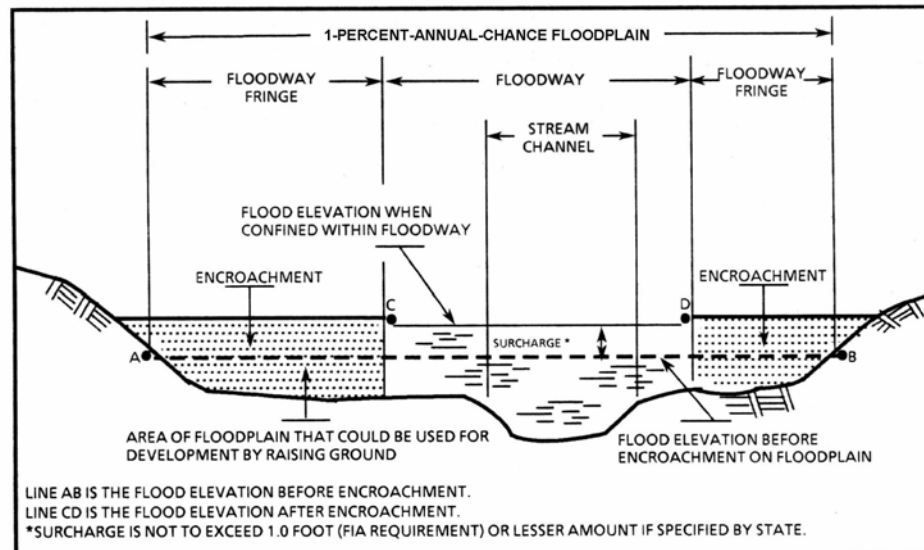 1-PERCENT-ANNUAL-CHANCE FLOODPLAIN
FLOODWAY
FRINGE
FLOODWAY
FLOODWAY
FRINGE
STREAM
CHANNEL
FLOOD ELEVATION WHEN
CONFINED WITHIN FLOODWAY
ENCROACHMENT
ENCROACHMENT
C
D
SURCHARGE *
A
B
AREA OF FLOODPLAIN THAT COULD BE USED FOR
DEVELOPMENT BY RAISING GROUND
FLOOD ELEVATION BEFORE
ENCROACHMENT ON FLOODPLAIN
LINE AB IS THE FLOOD ELEVATION BEFORE ENCROACHMENT.
LINE CD IS THE FLOOD ELEVATION AFTER ENCROACHMENT.
*SURCHARGE IS NOT TO EXCEED 1.0 FOOT (FIA REQUIREMENT) OR LESSER AMOUNT IF SPECIFIED BY STATE.